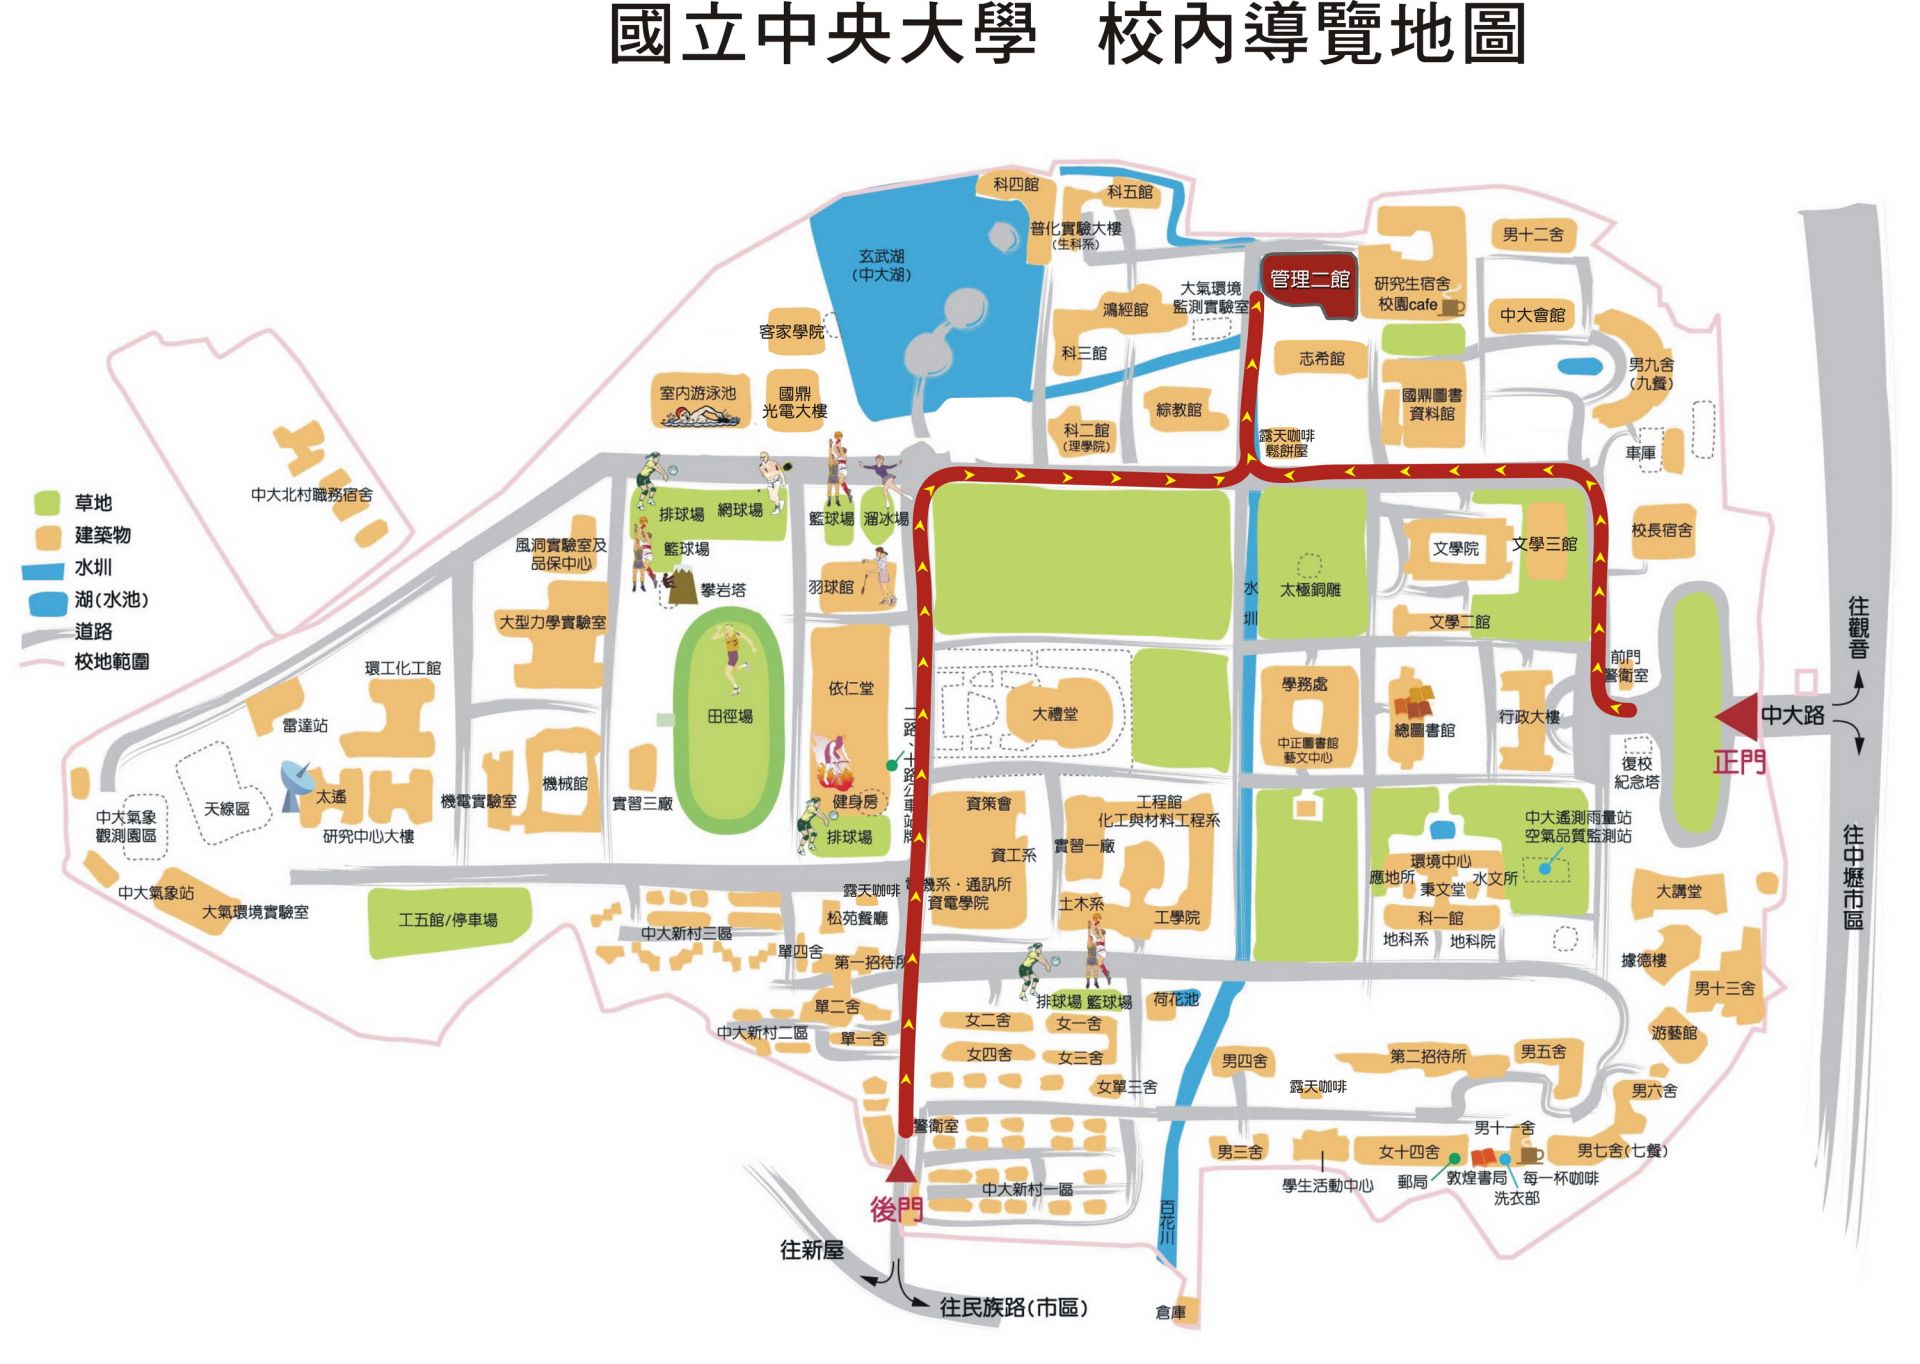 國立中央大學 校內導覽地圖
科四館
科五館
普化實驗大樓
(生科系)
男十二舍
玄武湖
(中大湖)
大氣環境
監測實驗室
管理二館
研究生宿舍
校園cafe
鴻經館
中大會館
客家學院
科三館
志希館
男九舍
(九餐)
室內游泳池
國鼎
光電大樓
綜教館
國鼎圖書
資料館
科二館
(理學院)
露天咖啡
鬆餅屋
車庫
中大北村職務宿舍
草地
建築物
水圳
湖(水池)
道路
校地範圍
排球場
網球場
籃球場
溜冰場
校長宿舍
風洞實驗室及
品保中心
籃球場
文學院
文學三館
攀岩塔
羽球館
水圳
太極銅雕
大型力學實驗室
文學二館
往觀音
環工化工館
前門
警衛室
依仁堂
學務處
雷達站
田徑場
大禮堂
總圖書館
行政大樓
中大路
正門
中正圖書館
藝文中心
復校
紀念塔
機械館
天線區
太遙
機電實驗室
實習三廠
健身房
二路、十路公車站牌
資策會
工程館
化工與材料工程系
中大氣象
觀測園區
研究中心大樓
排球場
中大遙測雨量站
空氣品質監測站
往中壢市區
資工系
實習一廠
環境中心
應地所
秉文堂
水文所
中大氣象站
大氣環境實驗室
露天咖啡
機系．通訊所
資電學院
大講堂
工五館/停車場
松苑餐廳
土木系
工學院
科一館
中大新村三區
地科系
地科院
單四舍
第一招待所
據德樓
男十三舍
單二舍
排球場
籃球場
荷花池
中大新村二區
單一舍
女二舍
女一舍
游藝館
女四舍
女三舍
男四舍
第二招待所
男五舍
女單三舍
露天咖啡
男六舍
警衛室
男十一舍
男三舍
女十四舍
男七舍(七餐)
中大新村一區
學生活動中心
郵局
敦煌書局
每一杯咖啡
洗衣部
後門
百花川
往新屋
往民族路(市區)
倉庫